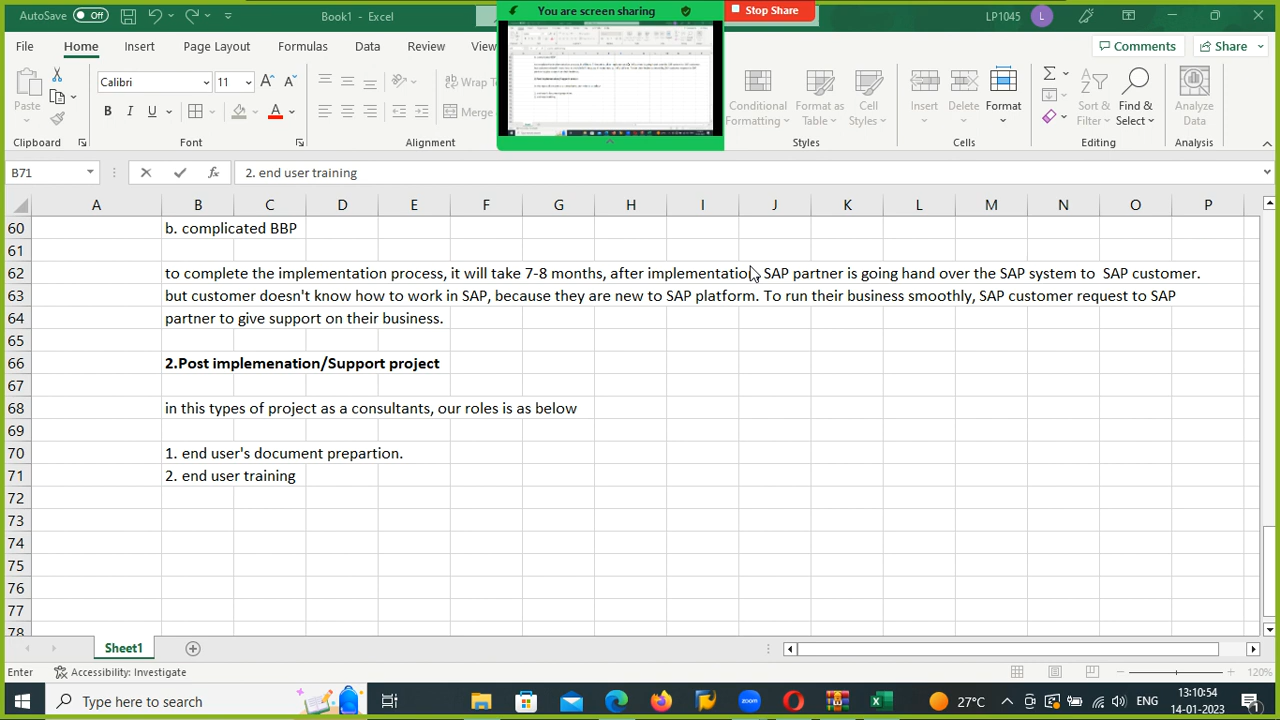 AutoSave Off Book1 - Excel LP1045 L
You are screen sharing Stop Share
File Home Insert Page Layout Formulas Data Review View Comments Share
Paste Calibri 11 A A Wrap Te Conditional Format as Cell Insert Delete Format Sort & Find & Analyze
B I U A Merge Formatting Table Styles Filter Select Data
Clipboard Font Alignment Styles Cells Editing Analysis
B71 fx 2. end user training
A B C D E F G H I J K L M N O P
60 b. complicated BBP
61
62 to complete the implementation process, it will take 7-8 months, after implementation, SAP partner is going hand over the SAP system to SAP customer.
63 but customer doesn't know how to work in SAP, because they are new to SAP platform. To run their business smoothly, SAP customer request to SAP
64 partner to give support on their business.
65
66 2.Post implemenation/Support project
67
68 in this types of project as a consultants, our roles is as below
69
70 1. end user's document prepartion.
71 2. end user training
72
73
74
75
76
77
78
Sheet1
Enter Accessibility: Investigate 120%
Type here to search zoom 27°C ENG 13:10:54
14-01-2023 1